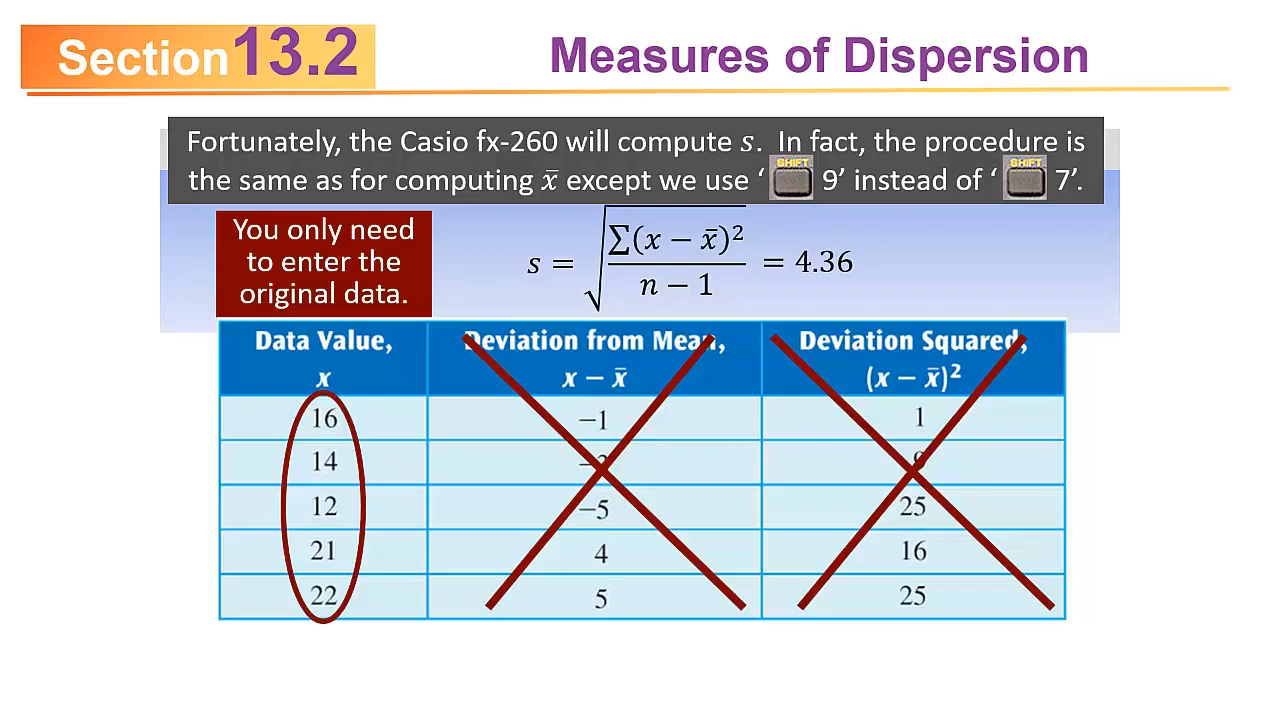 Section 13.2
Measures of Dispersion
Fortunately, the Casio fx-260 will compute s. In fact, the procedure is
the same as for computing x̄ except we use ‘ SHIFT 9’ instead of ‘ SHIFT 7’.
You only need
to enter the
original data.
s = √(∑(x − x̄)² / (n − 1)) = 4.36
Data Value, Deviation from Mean, Deviation Squared,
x x − x̄ (x − x̄)²
16 −1 1
14 −3 9
12 −5 25
21 4 16
22 5 25